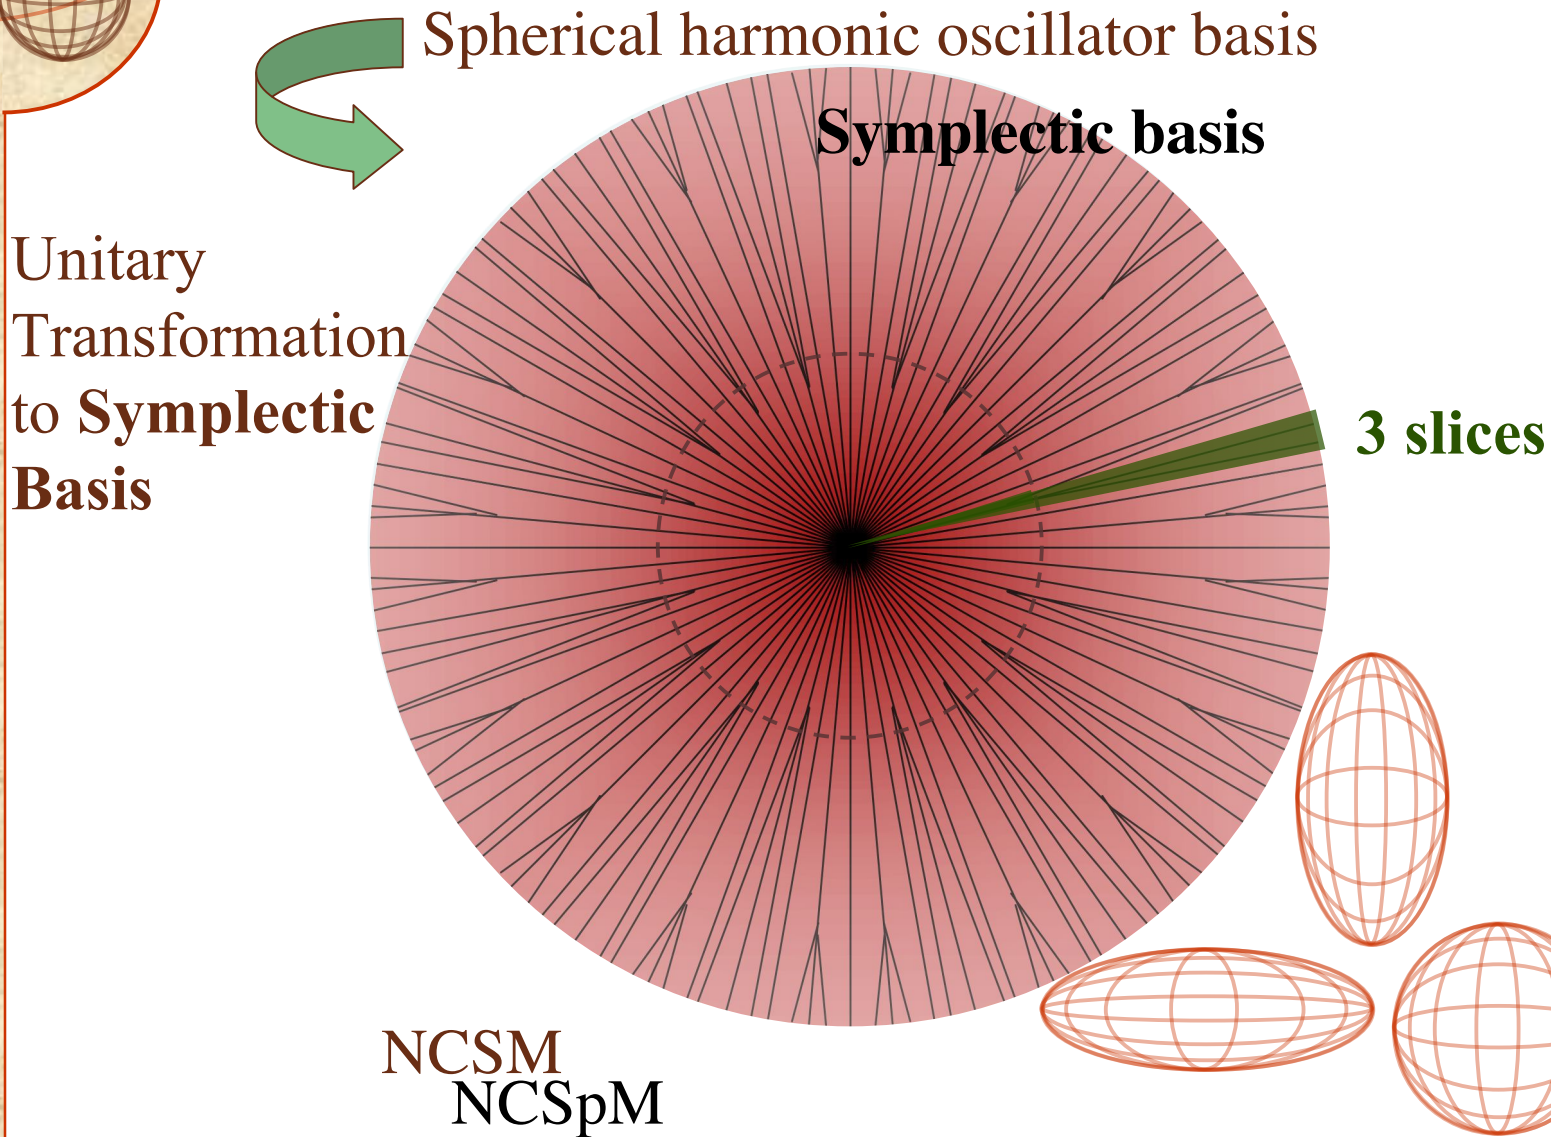 Spherical harmonic oscillator basis
Symplectic basis
Unitary
Transformation
to Symplectic
Basis
3 slices
NCSM
NCSpM